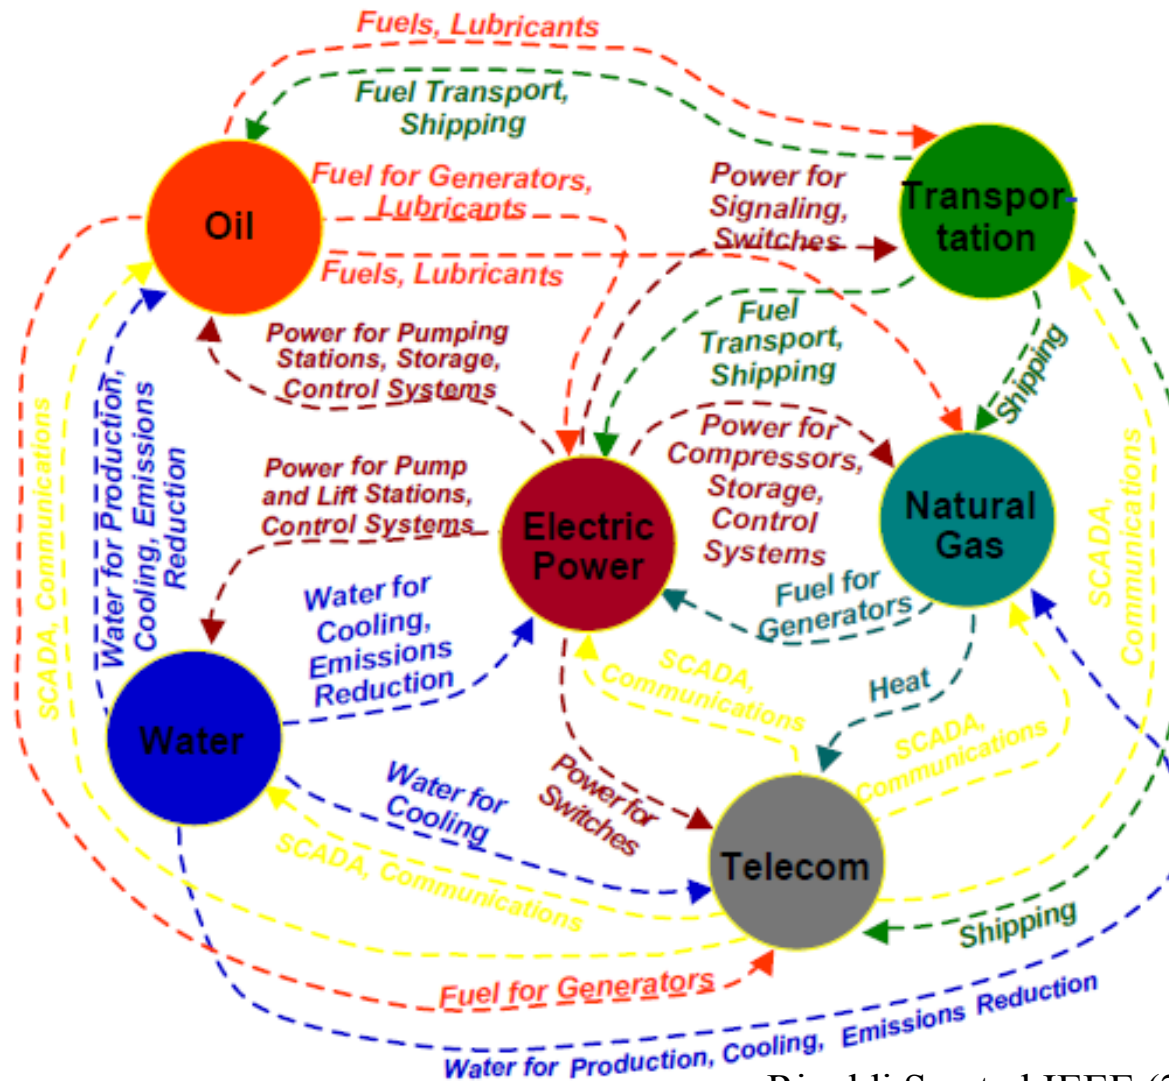 Fuels, Lubricants
Fuel Transport,
Shipping
Oil
Transpor-
tation
Fuel for Generators,
Lubricants
Power for
Signaling,
Switches
Fuels, Lubricants
Fuel
Transport,
Shipping
Shipping
Power for Pumping
Stations, Storage,
Control Systems
Power for
Compressors,
Storage,
Control
Systems
SCADA,
Communications
SCADA, Communications
Water for Production,
Cooling, Emissions
Reduction
Power for Pump
and Lift Stations,
Control Systems
Electric
Power
Natural
Gas
Water for
Cooling,
Emissions
Reduction
Fuel for
Generators
SCADA,
Communications
Heat
SCADA,
Communications
Water
Water for
Cooling
Power for
Switches
Telecom
SCADA, Communications
Shipping
Fuel for Generators
Water for Production, Cooling, Emissions Reduction
IEEE